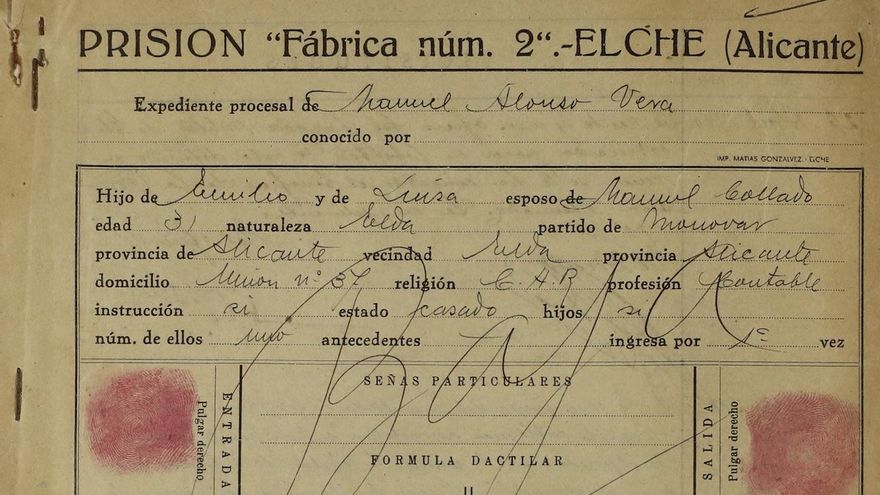 PRISION "Fábrica núm. 2".-ELCHE (Alicante)
Expediente procesal de Manuel Alonso Vera
conocido por
IMP. MATIAS GONZALVEZ.-ELCHE
Hijo de Emilio y de Luisa esposo de Manuel Collado
edad 31 naturaleza Elda partido de Monovar
provincia de Alicante vecindad Elda provincia Alicante
domicilio nº 37 religión C.A.R profesión Contable
instrucción si estado casado hijos si
núm. de ellos uno antecedentes ingresa por 1ª vez
SEÑAS PARTICULARES
Pulgar derecho
ENTRADA
SALIDA
Pulgar derecho
FORMULA DACTILAR